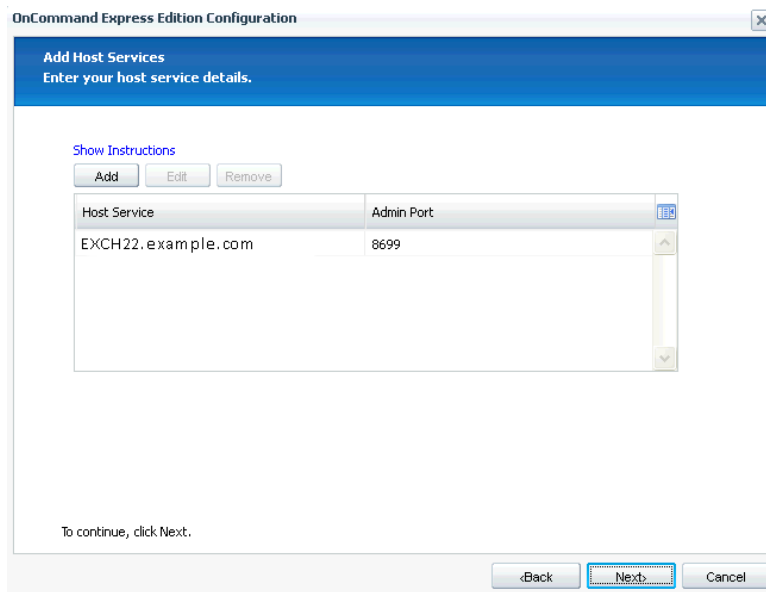 OnCommand Express Edition Configuration
Add Host Services
Enter your host service details.
Show Instructions
Add Edit Remove
Host Service Admin Port
EXCH22.example.com 8699
To continue, click Next.
‹Back Next› Cancel